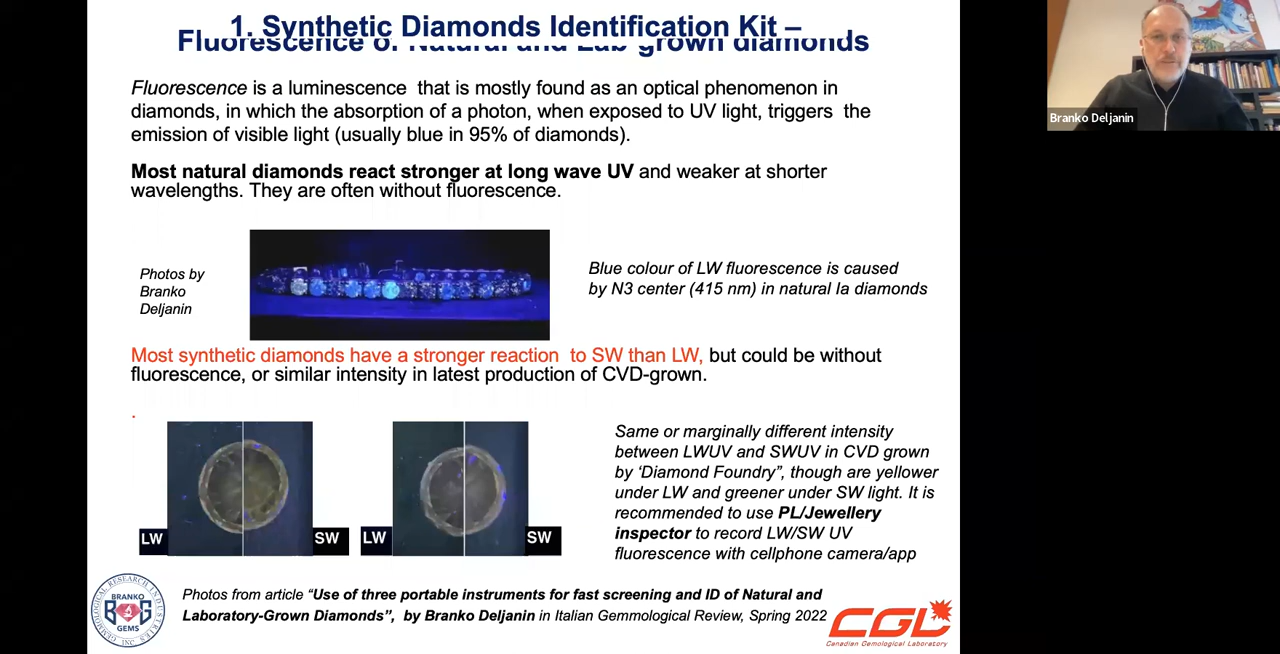 1. Synthetic Diamonds Identification Kit –
Fluorescence of Natural and Lab grown diamonds
Branko Deljanin
Fluorescence is a luminescence that is mostly found as an optical phenomenon in
diamonds, in which the absorption of a photon, when exposed to UV light, triggers the
emission of visible light (usually blue in 95% of diamonds).
Most natural diamonds react stronger at long wave UV and weaker at shorter
wavelengths. They are often without fluorescence.
Photos by
Branko
Deljanin
Blue colour of LW fluorescence is caused
by N3 center (415 nm) in natural Ia diamonds
Most synthetic diamonds have a stronger reaction to SW than LW, but could be without
fluorescence, or similar intensity in latest production of CVD-grown.
.
LW
SW
LW
SW
Same or marginally different intensity
between LWUV and SWUV in CVD grown
by ‘Diamond Foundry”, though are yellower
under LW and greener under SW light. It is
recommended to use PL/Jewellery
inspector to record LW/SW UV
fluorescence with cellphone camera/app
GEMOLOGICAL RESEARCH INDUSTRIES INC.
BRANKO
BG
GEMS
Photos from article “Use of three portable instruments for fast screening and ID of Natural and
Laboratory-Grown Diamonds”, by Branko Deljanin in Italian Gemmological Review, Spring 2022
CGL
Canadian Gemological Laboratory